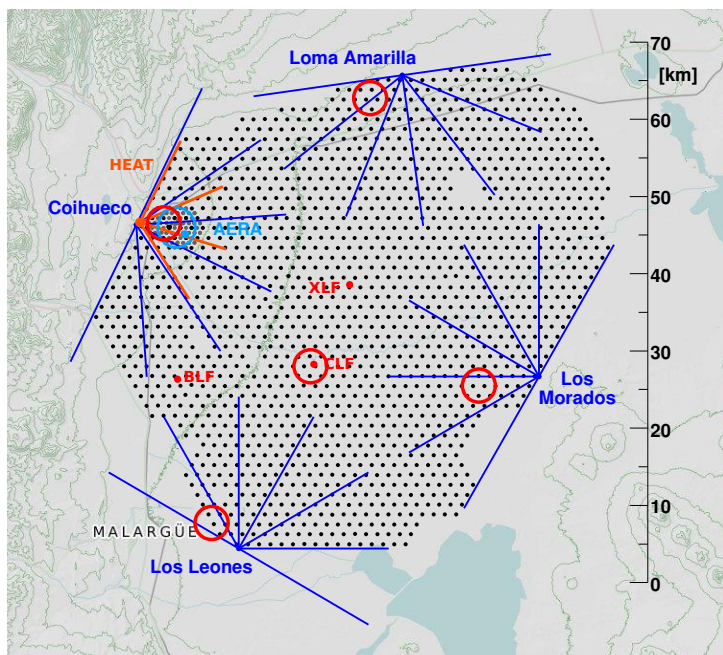 70
Loma Amarilla
[km]
60
HEAT
50
Coihueco
AERA
40
XLF
30
CLF
BLF
Los
Morados
20
10
MALARGÜE
Los Leones
0